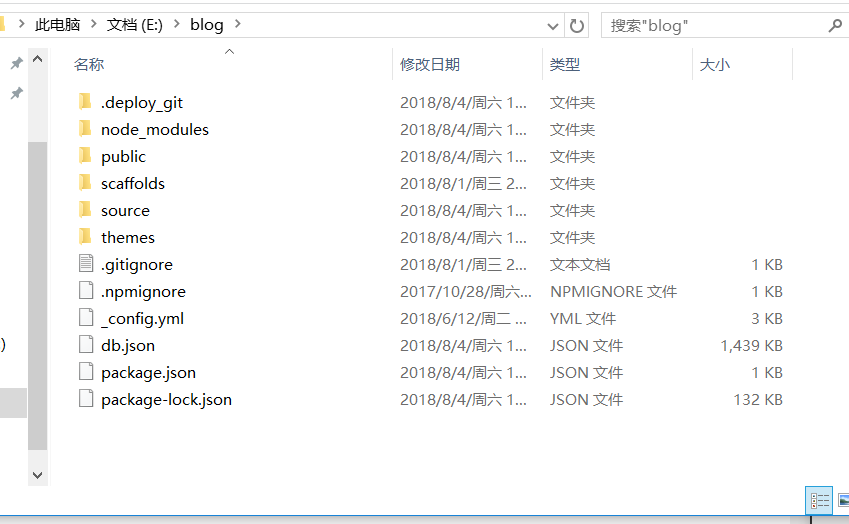 此电脑 文档 (E:) blog 搜索"blog"
名称 修改日期 类型 大小
.deploy_git 2018/8/4/周六 1... 文件夹
node_modules 2018/8/4/周六 1... 文件夹
public 2018/8/4/周六 1... 文件夹
scaffolds 2018/8/1/周三 2... 文件夹
source 2018/8/4/周六 1... 文件夹
themes 2018/8/4/周六 1... 文件夹
.gitignore 2018/8/1/周三 2... 文本文档 1 KB
.npmignore 2017/10/28/周六... NPMIGNORE 文件 1 KB
_config.yml 2018/6/12/周二 ... YML 文件 3 KB
db.json 2018/8/4/周六 1... JSON 文件 1,439 KB
package.json 2018/8/4/周六 1... JSON 文件 1 KB
package-lock.json 2018/8/4/周六 1... JSON 文件 132 KB